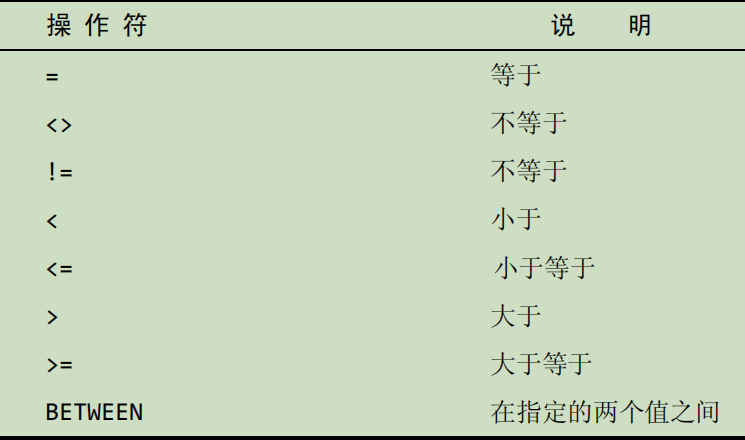 操作符 说明
= 等于
<> 不等于
!= 不等于
< 小于
<= 小于等于
> 大于
>= 大于等于
BETWEEN 在指定的两个值之间